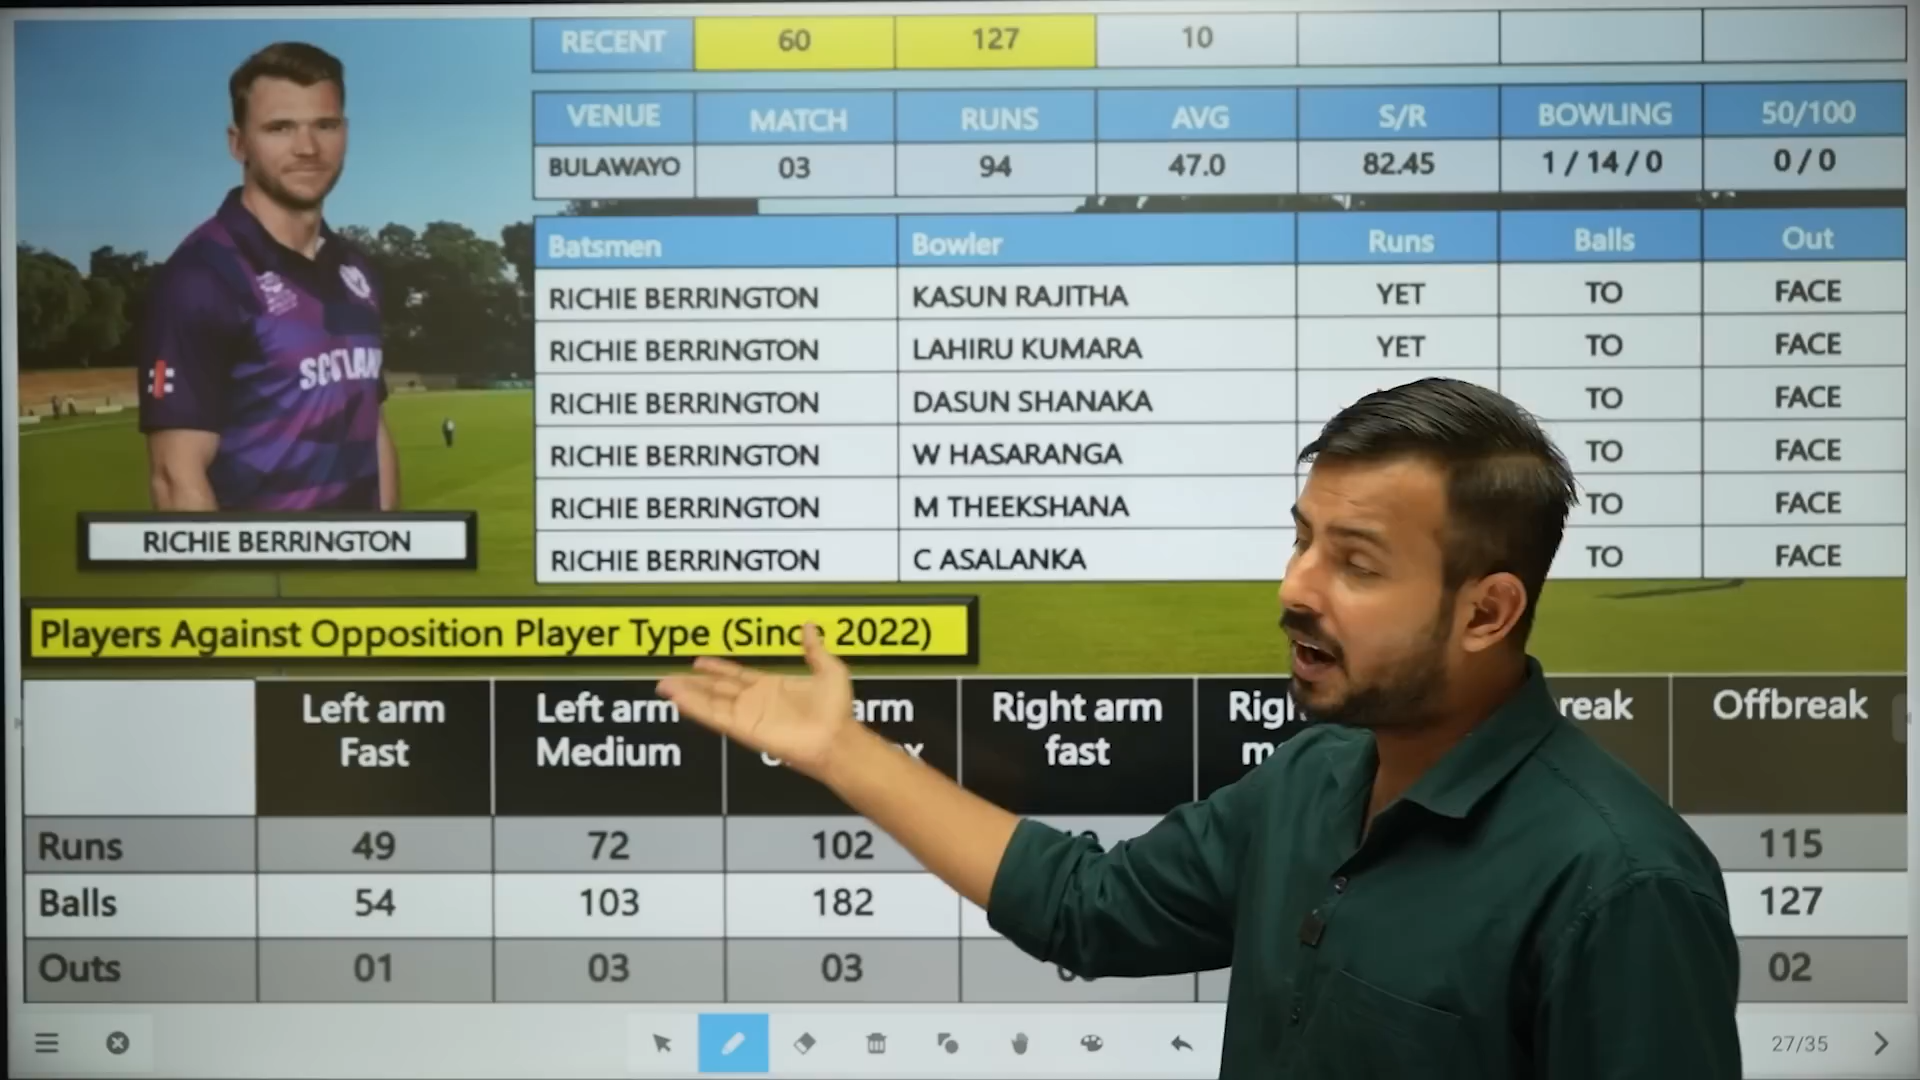 RECENT 60 127 10
VENUE MATCH RUNS AVG S/R BOWLING 50/100
BULAWAYO 03 94 47.0 82.45 1 / 14 / 0 0 / 0
Batsmen Bowler Runs Balls Out
RICHIE BERRINGTON KASUN RAJITHA YET TO FACE
RICHIE BERRINGTON LAHIRU KUMARA YET TO FACE
RICHIE BERRINGTON DASUN SHANAKA TO FACE
RICHIE BERRINGTON W HASARANGA TO FACE
RICHIE BERRINGTON M THEEKSHANA TO FACE
RICHIE BERRINGTON C ASALANKA TO FACE
SCOTLAND
RICHIE BERRINGTON
Players Against Opposition Player Type (Since 2022)
Left arm Left arm arm Right arm Offbreak
Fast Medium fast
Runs 49 72 102 115
Balls 54 103 182 127
Outs 01 03 03 02
27/35